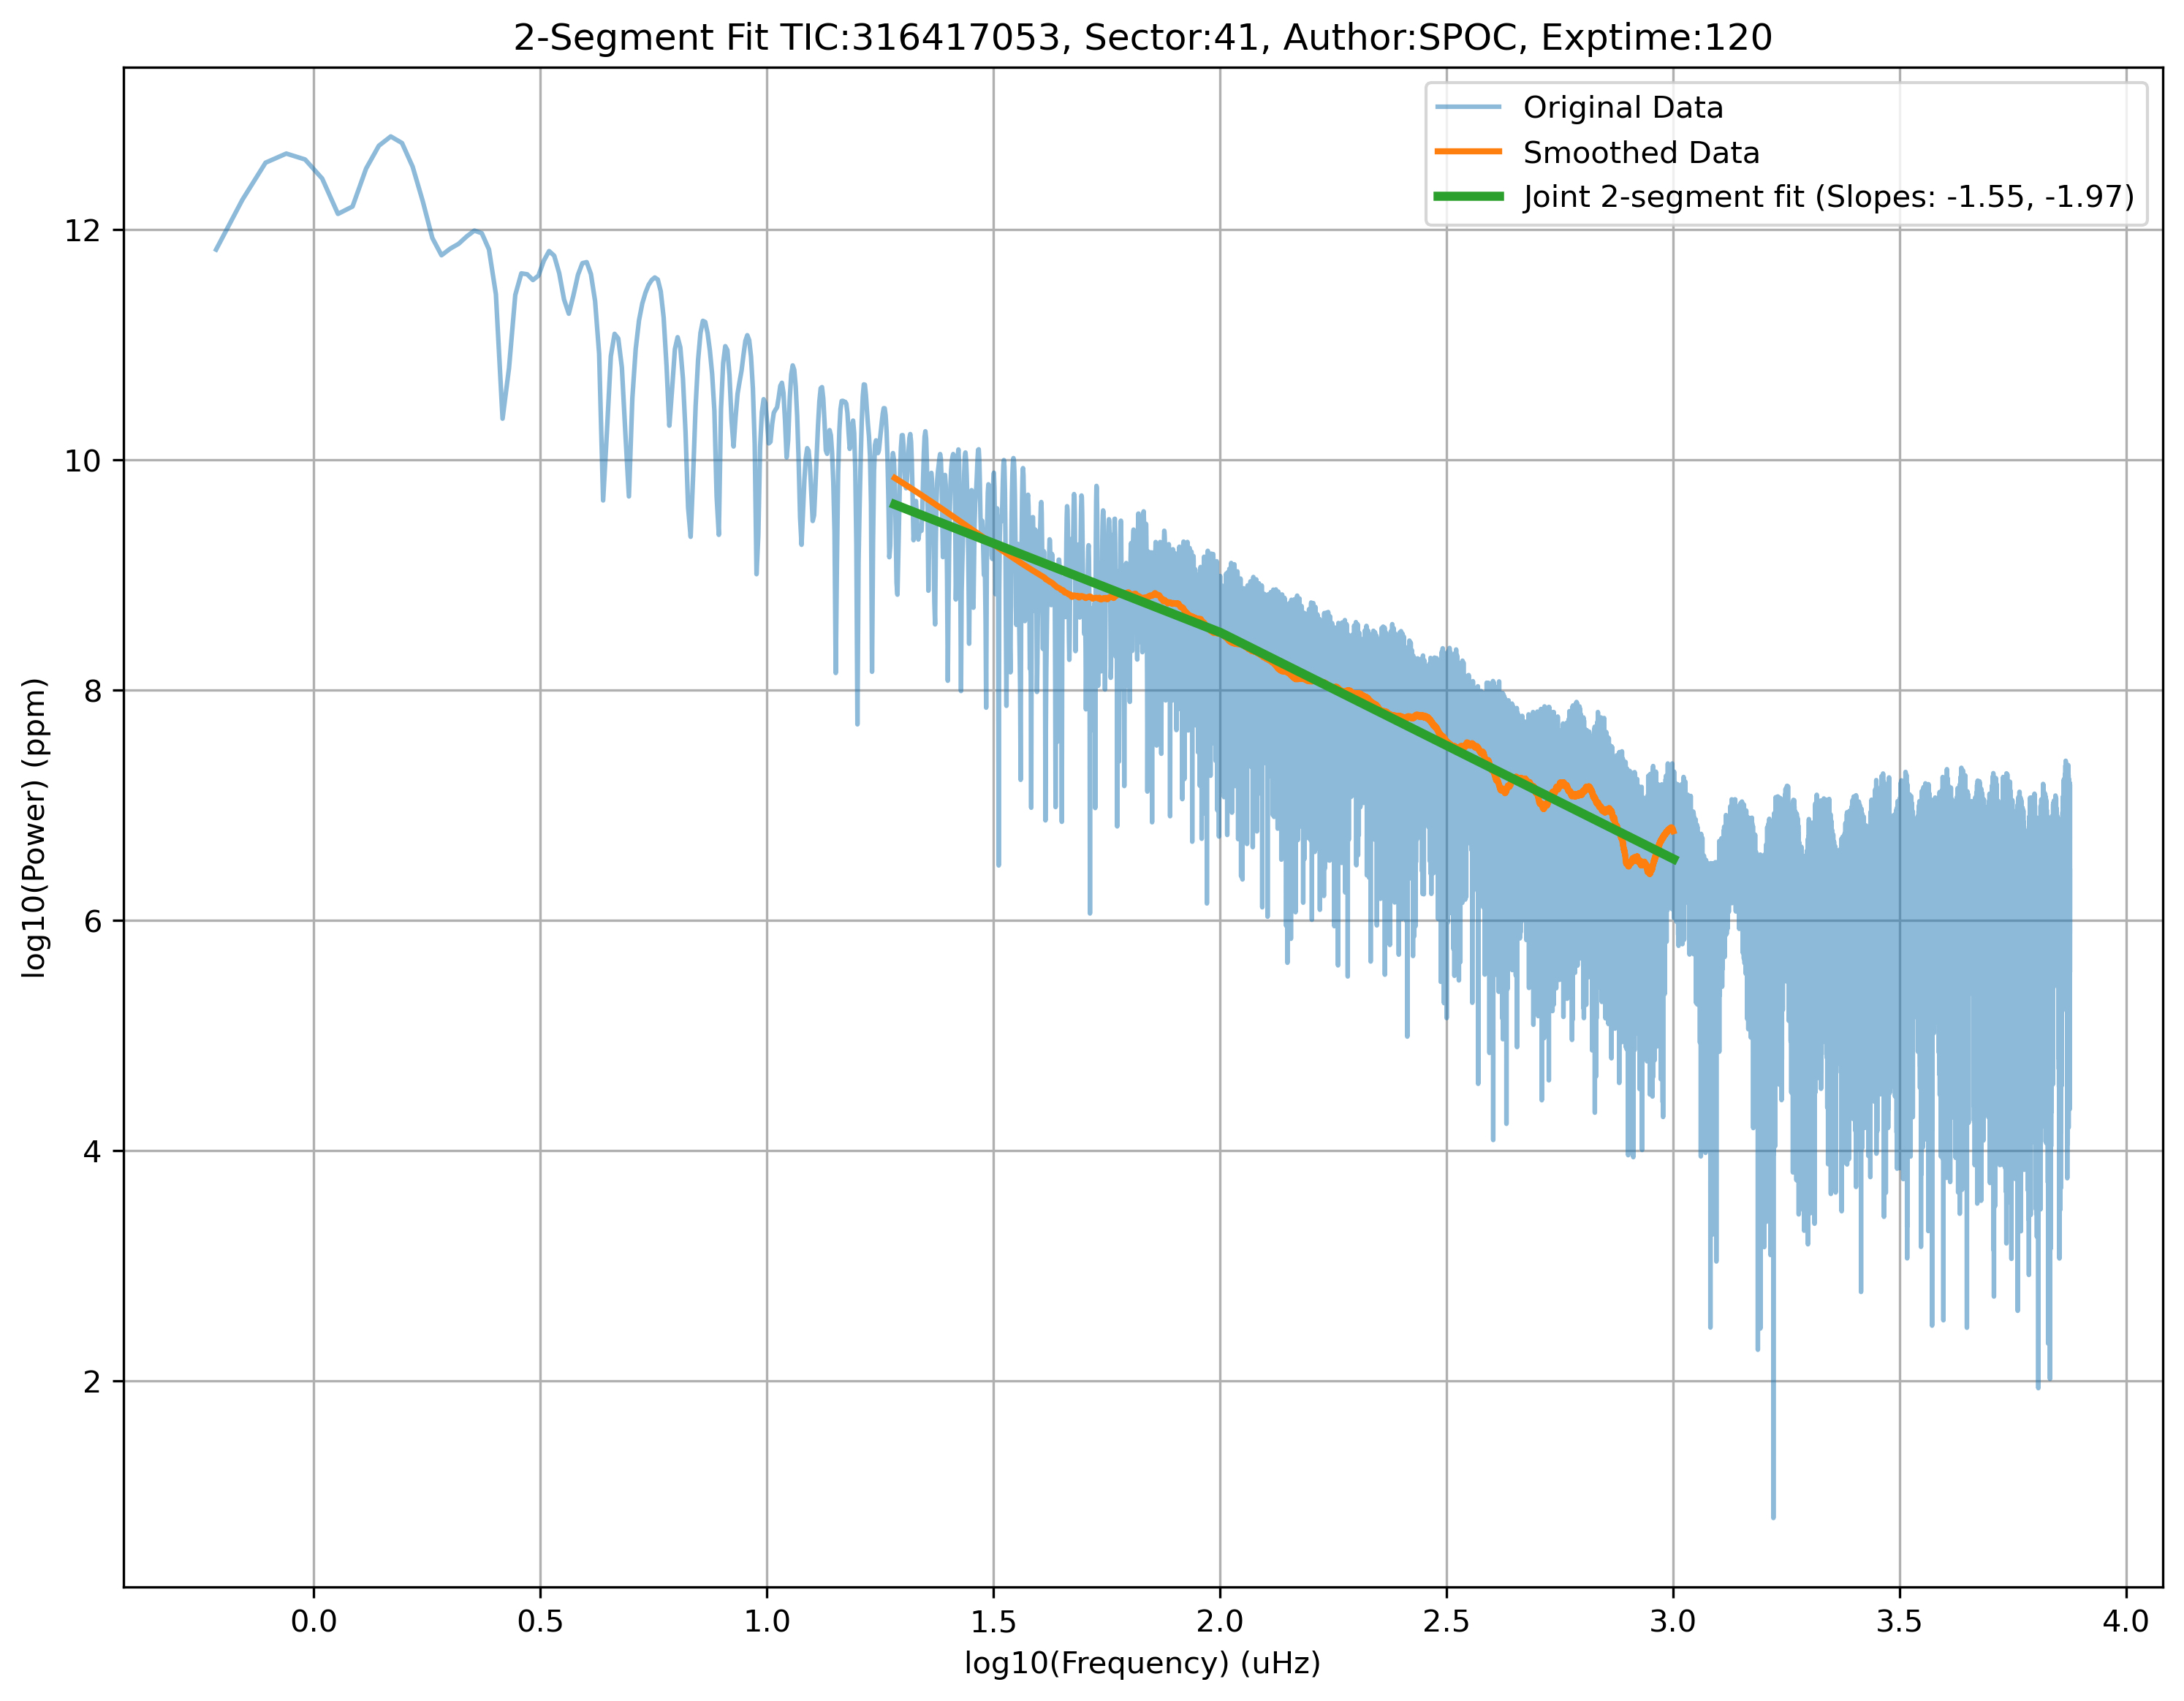 2-Segment Fit TIC:316417053, Sector:41, Author:SPOC, Exptime:120
Original Data
Smoothed Data
Joint 2-segment fit (Slopes: -1.55, -1.97)
log10(Power) (ppm)
12
10
8
6
4
2
0.0 0.5 1.0 1.5 2.0 2.5 3.0 3.5 4.0
log10(Frequency) (uHz)